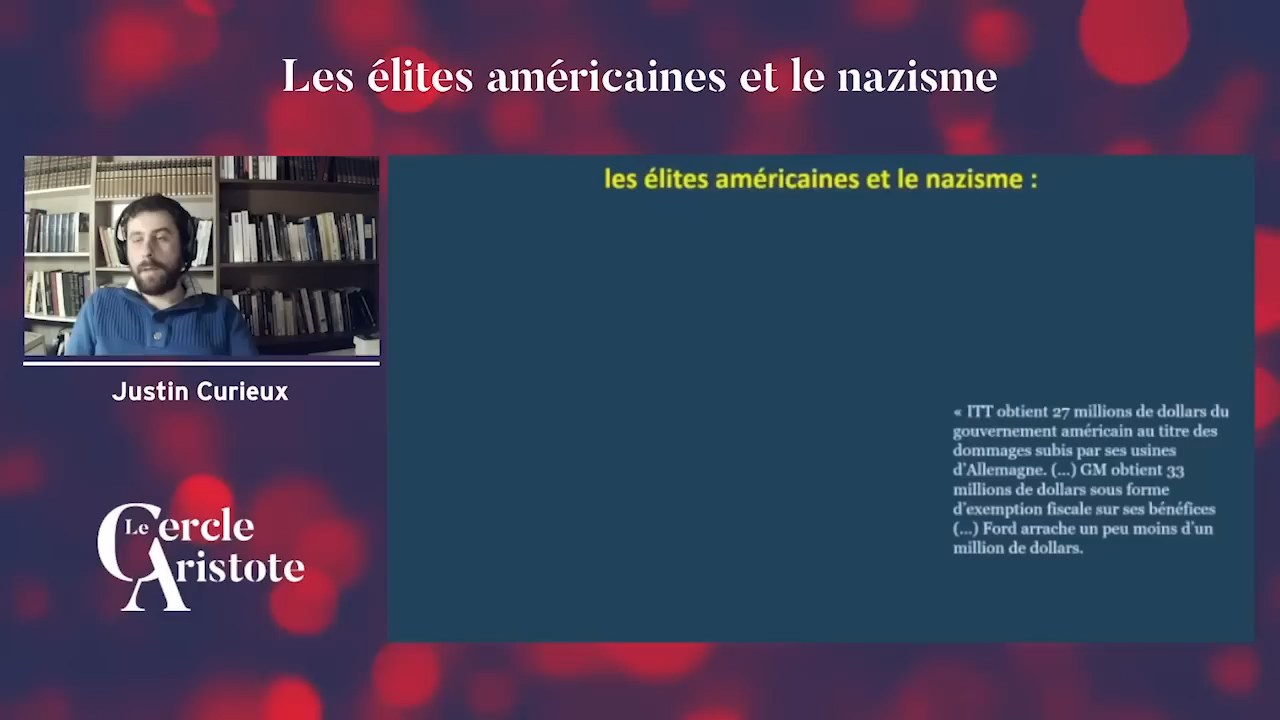 Les élites américaines et le nazisme
les élites américaines et le nazisme :
Justin Curieux
« ITT obtient 27 millions de dollars du
gouvernement américain au titre des
dommages subis par ses usines
d'Allemagne. (...) GM obtient 33
millions de dollars sous forme
d'exemption fiscale sur ses bénéfices
(...) Ford arrache un peu moins d'un
million de dollars.
Le Cercle
Aristote